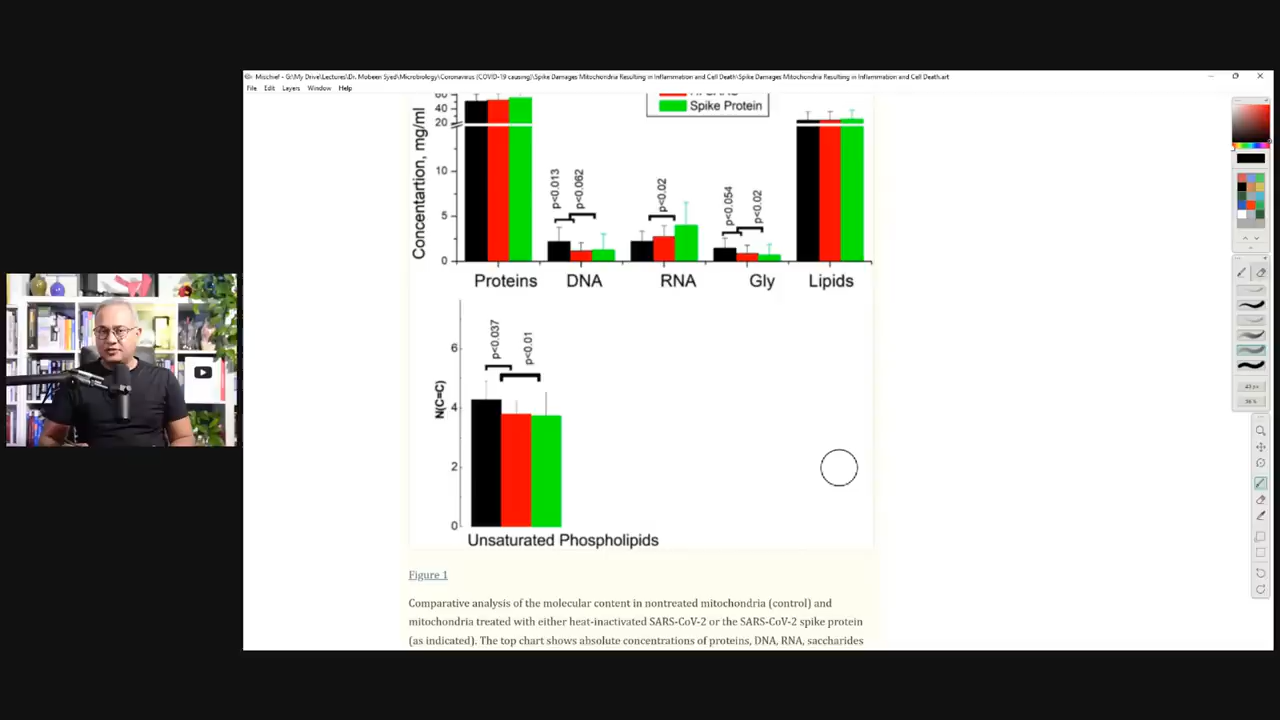 Mischief - G:\My Drive\Lectures\Dr. Mobeen Syed\Microbiology\Coronavirus (COVID-19 causing)\Spike Damages Mitochondria Resulting in Inflammation and Cell Death\Spike Damages Mitochondria Resulting in Inflammation and Cell Death.art
File Edit Layers Window Help
Spike Protein
Concentartion, mg/ml
60
40
20
10
5
0
p<0.013
p<0.062
p<0.02
p<0.054
p<0.02
Proteins DNA RNA Gly Lipids
N(C=C)
6
4
2
0
p<0.037
p<0.01
Unsaturated Phospholipids
Figure 1
Comparative analysis of the molecular content in nontreated mitochondria (control) and
mitochondria treated with either heat-inactivated SARS-CoV-2 or the SARS-CoV-2 spike protein
(as indicated). The top chart shows absolute concentrations of proteins, DNA, RNA, saccharides